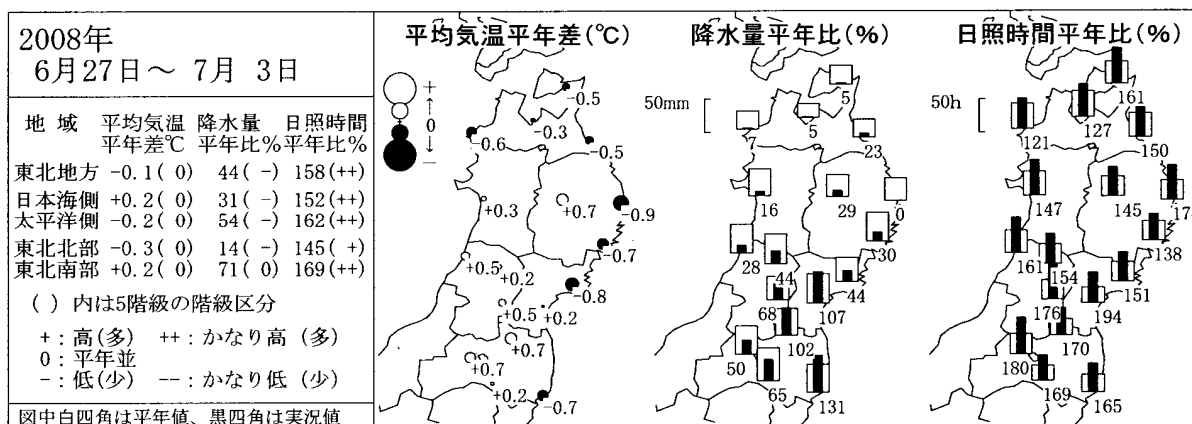 2008年
6月27日～ 7月 3日
地 域 平均気温 降水量 日照時間
平年差℃ 平年比% 平年比%
東北地方 -0.1( 0) 44( -) 158(++)
日本海側 +0.2( 0) 31( -) 152(++)
太平洋側 -0.2( 0) 54( -) 162(++)
東北北部 -0.3( 0) 14( -) 145( +)
東北南部 +0.2( 0) 71( 0) 169(++)
( ) 内は5階級の階級区分
+：高(多) ++：かなり高 (多)
0：平年並
-：低(少) --：かなり低 (少)
図中白四角は平年値、黒四角は実況値
平均気温平年差(℃)
+
↑
0
↓
-
-0.5
-0.3
-0.6
-0.5
+0.3
+0.7
-0.9
-0.7
+0.5
+0.2
-0.8
+0.5
+0.2
+0.7
+0.7
+0.2
-0.7
降水量平年比(%)
50mm
5
5
7
23
16
29
0
30
28
44
44
68
107
102
50
65
131
日照時間平年比(%)
50h
161
127
121
150
147
145
138
161
154
151
176
194
170
180
169
165